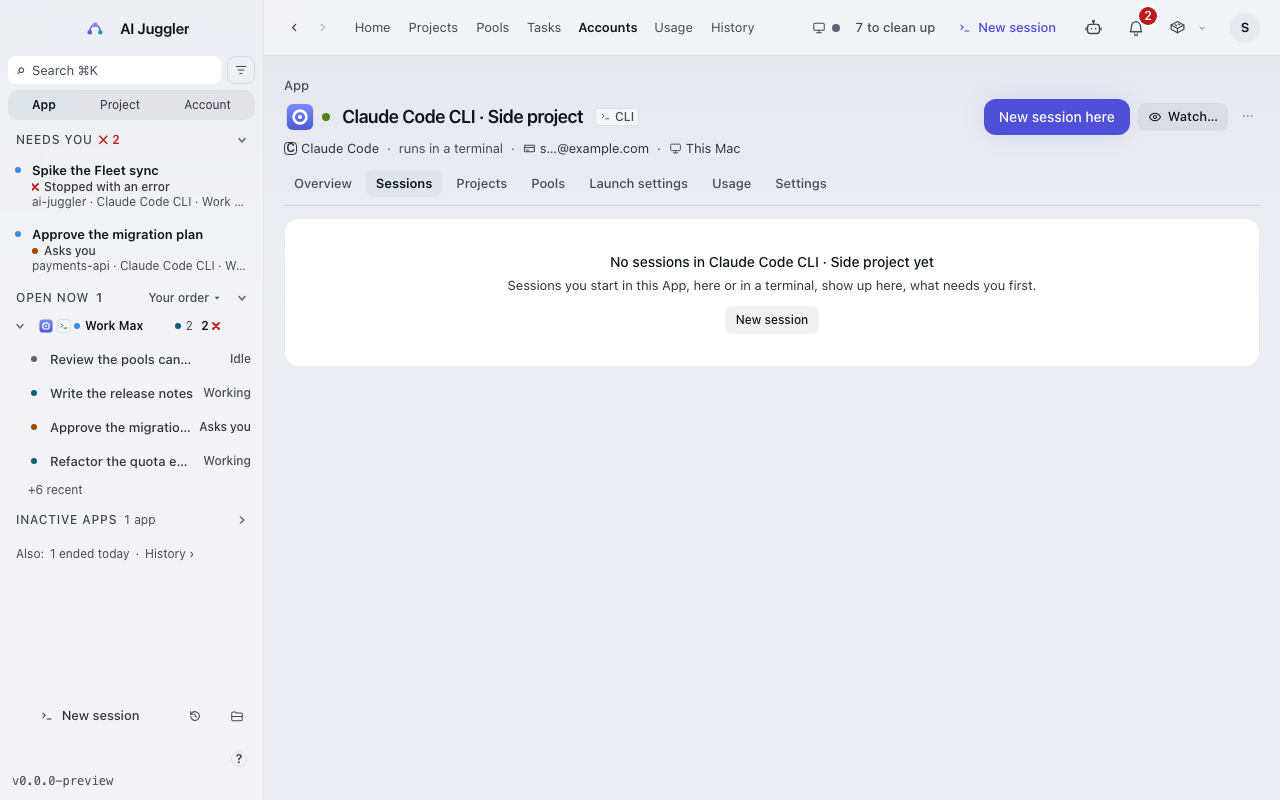 AI Juggler
Search ⌘K
App Project Account
NEEDS YOU 2
Spike the Fleet sync
Stopped with an error
ai-juggler · Claude Code CLI · Work ...
Approve the migration plan
Asks you
payments-api · Claude Code CLI · W...
OPEN NOW 1 Your order
Work Max 2 2
Review the pools can... Idle
Write the release notes Working
Approve the migratio... Asks you
Refactor the quota e... Working
+6 recent
INACTIVE APPS 1 app
Also: 1 ended today · History ›
New session
?
v0.0.0-preview
Home Projects Pools Tasks Accounts Usage History
7 to clean up
New session
2
S
App
Claude Code CLI · Side project CLI
New session here
Watch...
Claude Code · runs in a terminal · s...@example.com · This Mac
Overview Sessions Projects Pools Launch settings Usage Settings
No sessions in Claude Code CLI · Side project yet
Sessions you start in this App, here or in a terminal, show up here, what needs you first.
New session